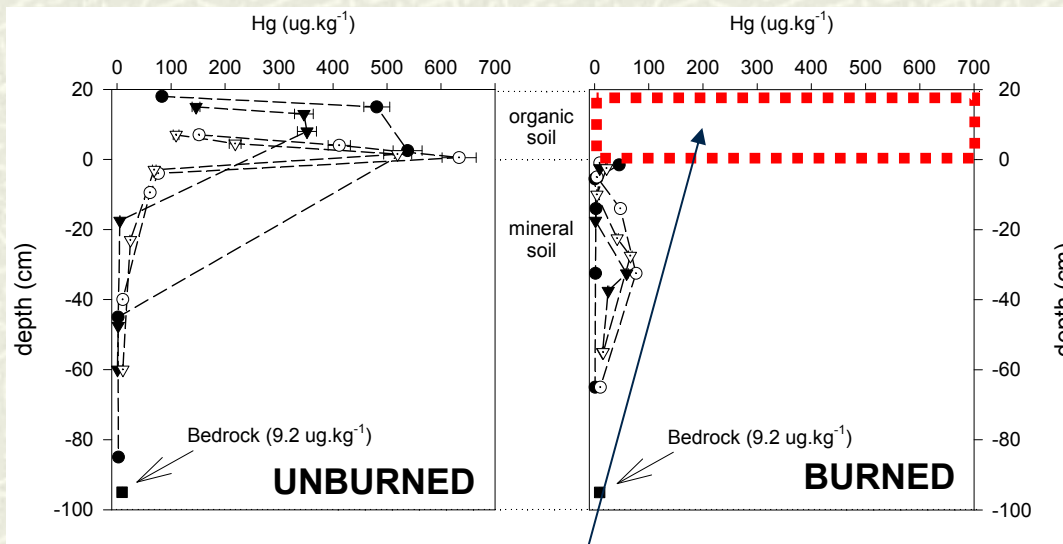 Hg (ug.kg⁻¹)
0 100 200 300 400 500 600 700
20
0
-20
-40
-60
-80
-100
depth (cm)
Bedrock (9.2 ug.kg⁻¹)
UNBURNED
organic
soil
mineral
soil
Hg (ug.kg⁻¹)
0 100 200 300 400 500 600 700
20
0
-20
-40
-60
-80
-100
depth (cm)
Bedrock (9.2 ug.kg⁻¹)
BURNED